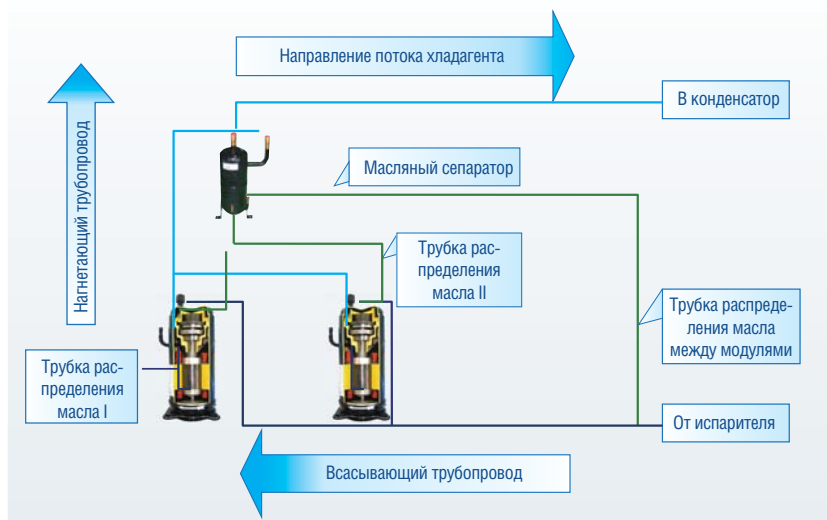 Направление потока хладагента
В конденсатор
Нагнетающий трубопровод
Масляный сепаратор
Трубка рас-
пределения
масла II
Трубка распреде-
ления масла
между модулями
Трубка рас-
пределения
масла I
От испарителя
Всасывающий трубопровод